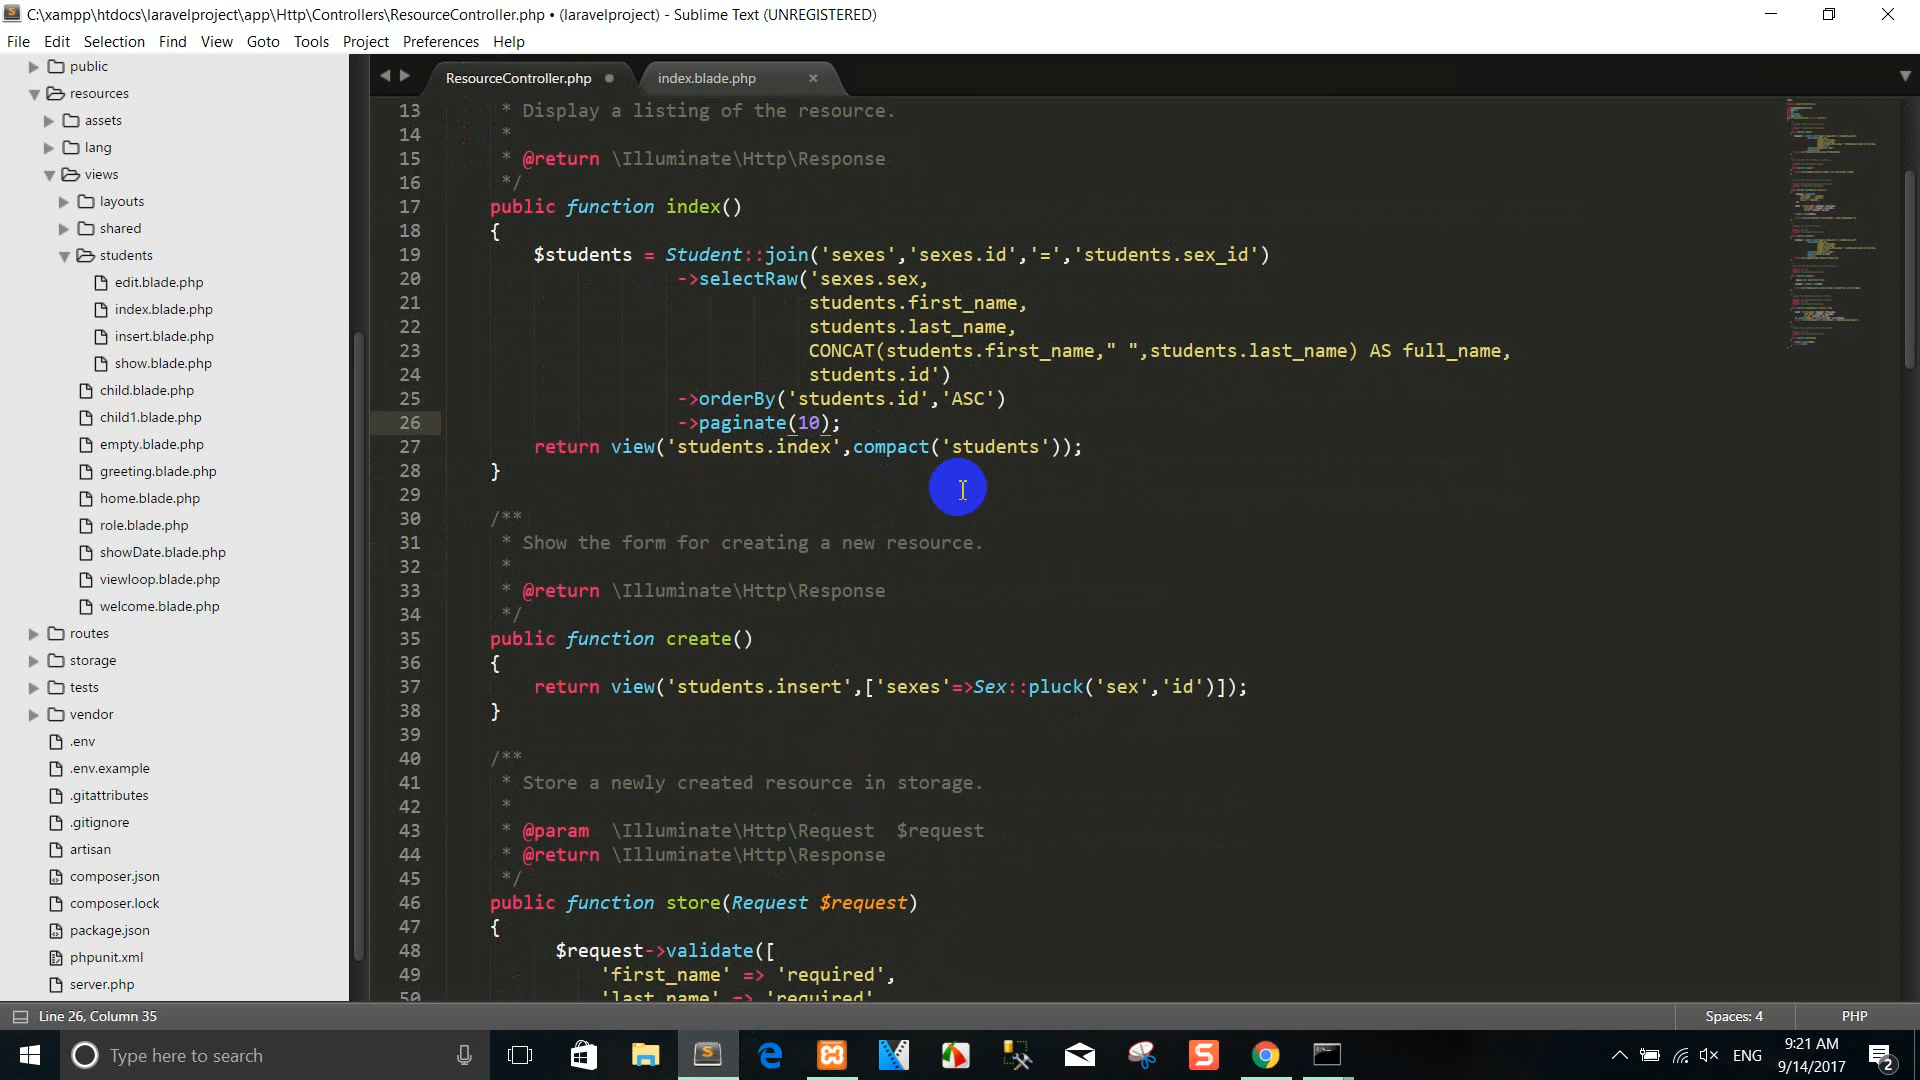 C:\xampp\htdocs\laravelproject\app\Http\Controllers\ResourceController.php • (laravelproject) - Sublime Text (UNREGISTERED)
File Edit Selection Find View Goto Tools Project Preferences Help
public
resources
assets
lang
views
layouts
shared
students
edit.blade.php
index.blade.php
insert.blade.php
show.blade.php
child.blade.php
child1.blade.php
empty.blade.php
greeting.blade.php
home.blade.php
role.blade.php
showDate.blade.php
viewloop.blade.php
welcome.blade.php
routes
storage
tests
vendor
.env
.env.example
.gitattributes
.gitignore
artisan
composer.json
composer.lock
package.json
phpunit.xml
server.php
ResourceController.php index.blade.php
13 * Display a listing of the resource.
14 *
15 * @return \Illuminate\Http\Response
16 */
17 public function index()
18 {
19 $students = Student::join('sexes','sexes.id','=','students.sex_id')
20 ->selectRaw('sexes.sex,
21 students.first_name,
22 students.last_name,
23 CONCAT(students.first_name," ",students.last_name) AS full_name,
24 students.id')
25 ->orderBy('students.id','ASC')
26 ->paginate(10);
27 return view('students.index',compact('students'));
28 }
29
30 /**
31 * Show the form for creating a new resource.
32 *
33 * @return \Illuminate\Http\Response
34 */
35 public function create()
36 {
37 return view('students.insert',['sexes'=>Sex::pluck('sex','id')]);
38 }
39
40 /**
41 * Store a newly created resource in storage.
42 *
43 * @param \Illuminate\Http\Request $request
44 * @return \Illuminate\Http\Response
45 */
46 public function store(Request $request)
47 {
48 $request->validate([
49 'first_name' => 'required',
50 'last_name' => 'required'
Line 26, Column 35 Spaces: 4 PHP
Type here to search
ENG
9:21 AM
9/14/2017
2